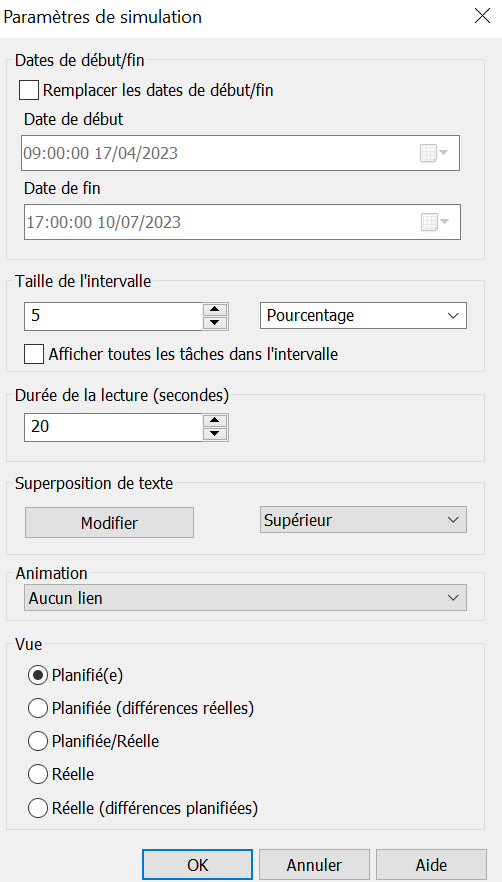 Paramètres de simulation
Dates de début/fin
Remplacer les dates de début/fin
Date de début
09:00:00 17/04/2023
Date de fin
17:00:00 10/07/2023
Taille de l'intervalle
5
Pourcentage
Afficher toutes les tâches dans l'intervalle
Durée de la lecture (secondes)
20
Superposition de texte
Modifier
Supérieur
Animation
Aucun lien
Vue
Planifié(e)
Planifiée (différences réelles)
Planifiée/Réelle
Réelle
Réelle (différences planifiées)
OK
Annuler
Aide